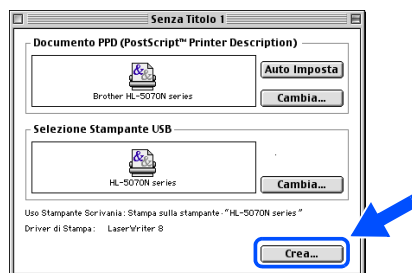 Senza Titolo 1
Documento PPD (PostScript™ Printer Description)
Auto Imposta
Brother HL-5070N series
Cambia...
Selezione Stampante USB
HL-5070N series
Cambia...
Uso Stampante Scrivania: Stampa sulla stampante · "HL-5070N series "
Driver di Stampa: LaserWriter 8
Crea...